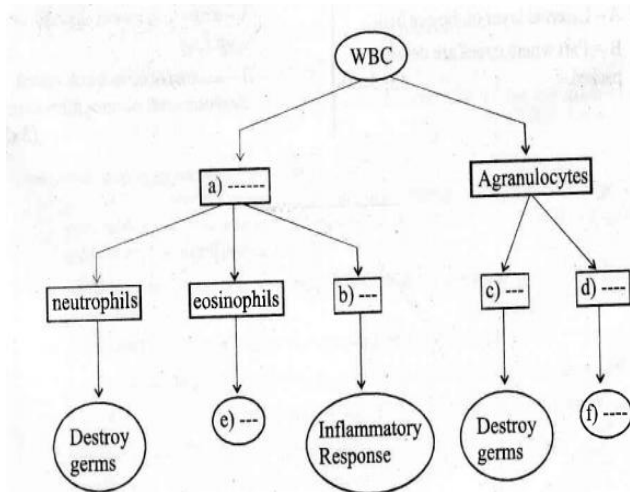 WBC
a) ------
Agranulocytes
neutrophils
eosinophils
b) ---
c) ---
d) ----
Destroy
germs
e) ---
Inflammatory
Response
Destroy
germs
f) ----